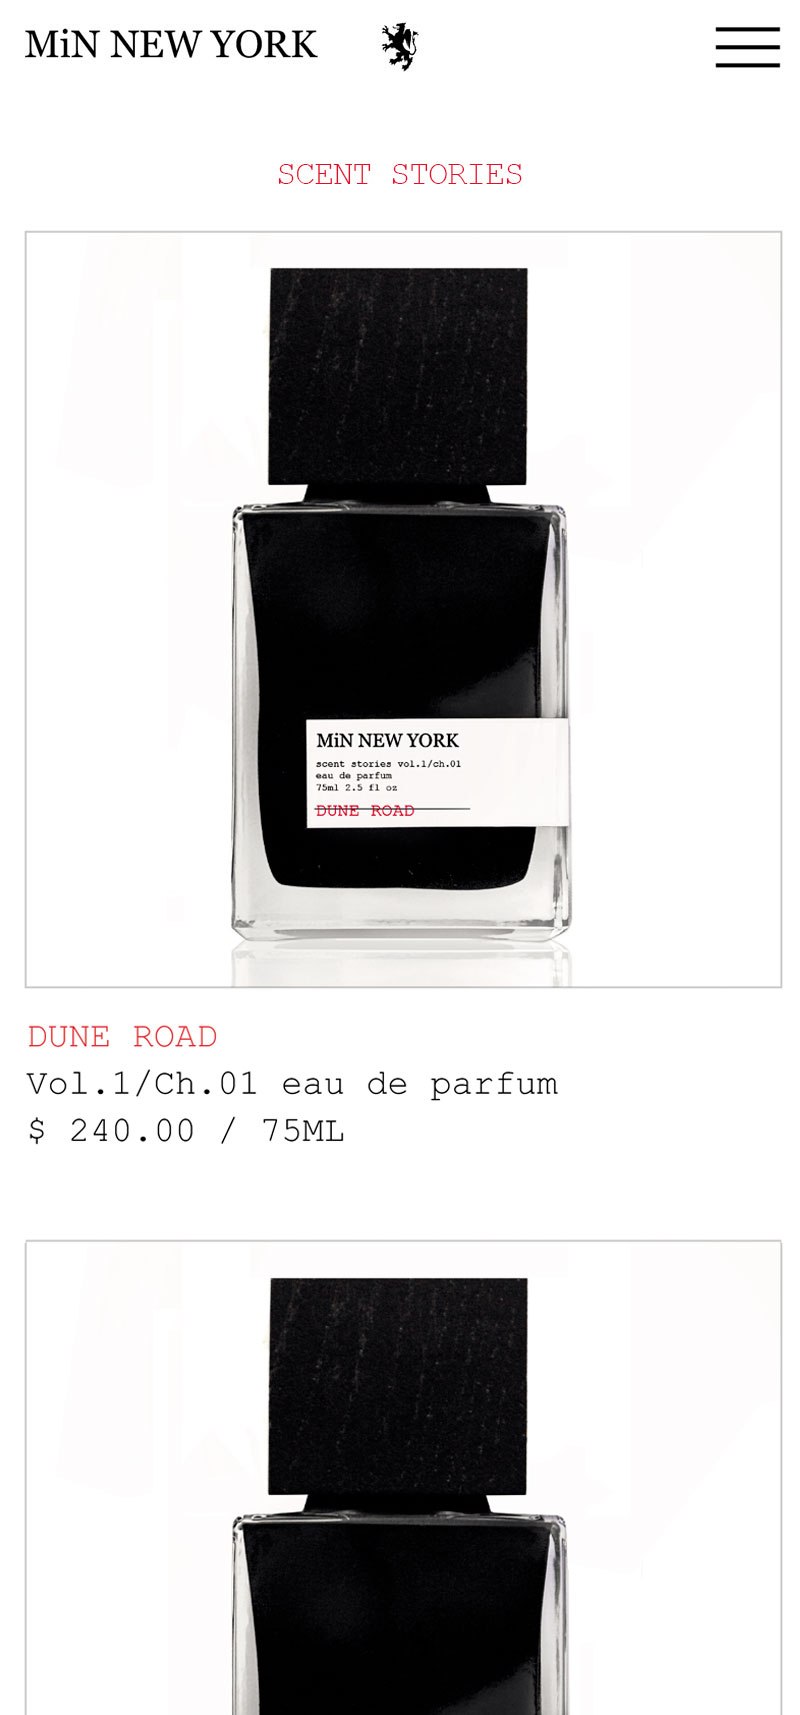 MiN NEW YORK
SCENT STORIES
MiN NEW YORK
scent stories vol.1/ch.01
eau de parfum
75ml 2.5 fl oz
DUNE ROAD
DUNE ROAD
Vol.1/Ch.01 eau de parfum
$ 240.00 / 75ML